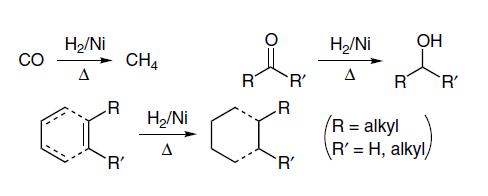 CO H₂/Ni Δ CH₄
O R R' H₂/Ni Δ OH R R'
R R' H₂/Ni Δ R R'
(R = alkyl
R' = H, alkyl)